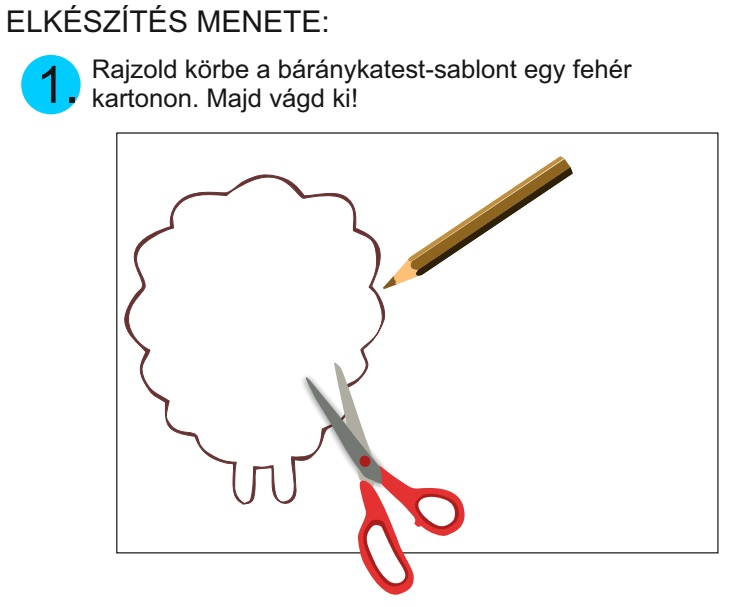 ELKÉSZÍTÉS MENETE:
1. Rajzold körbe a báránykatest-sablont egy fehér
kartonon. Majd vágd ki!